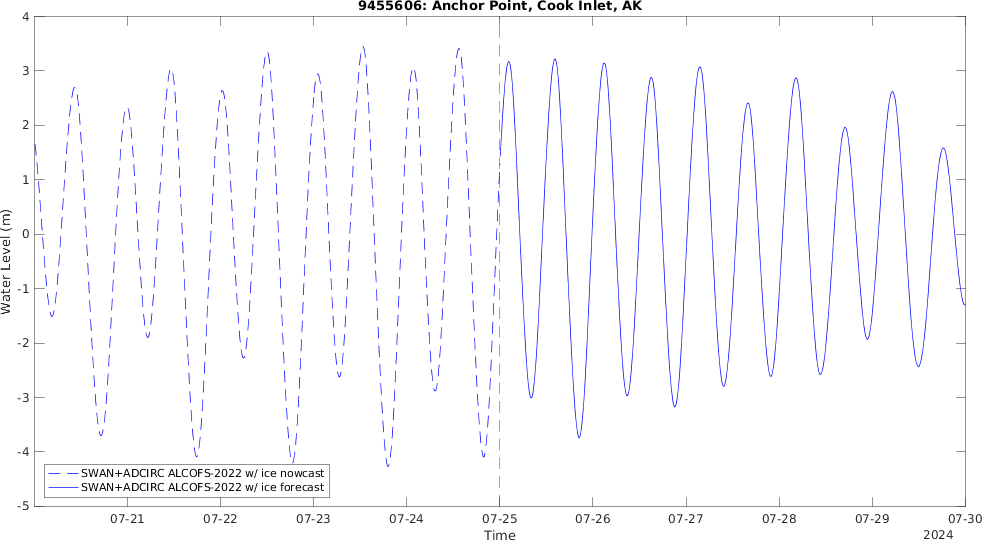 9455606: Anchor Point, Cook Inlet, AK
4
3
2
1
0
-1
-2
-3
-4
-5
Water Level (m)
SWAN+ADCIRC ALCOFS-2022 w/ ice nowcast
SWAN+ADCIRC ALCOFS-2022 w/ ice forecast
07-21 07-22 07-23 07-24 07-25 07-26 07-27 07-28 07-29 07-30
Time
2024